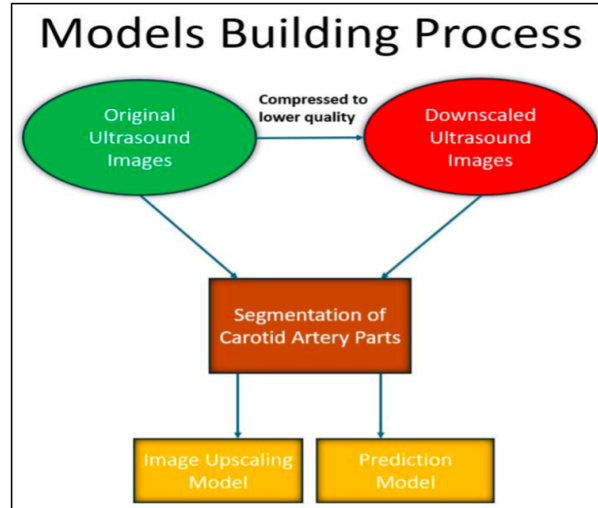 Models Building Process
Original
Ultrasound
Images
Compressed to
lower quality
Downscaled
Ultrasound
Images
Segmentation of
Carotid Artery Parts
Image Upscaling
Model
Prediction
Model